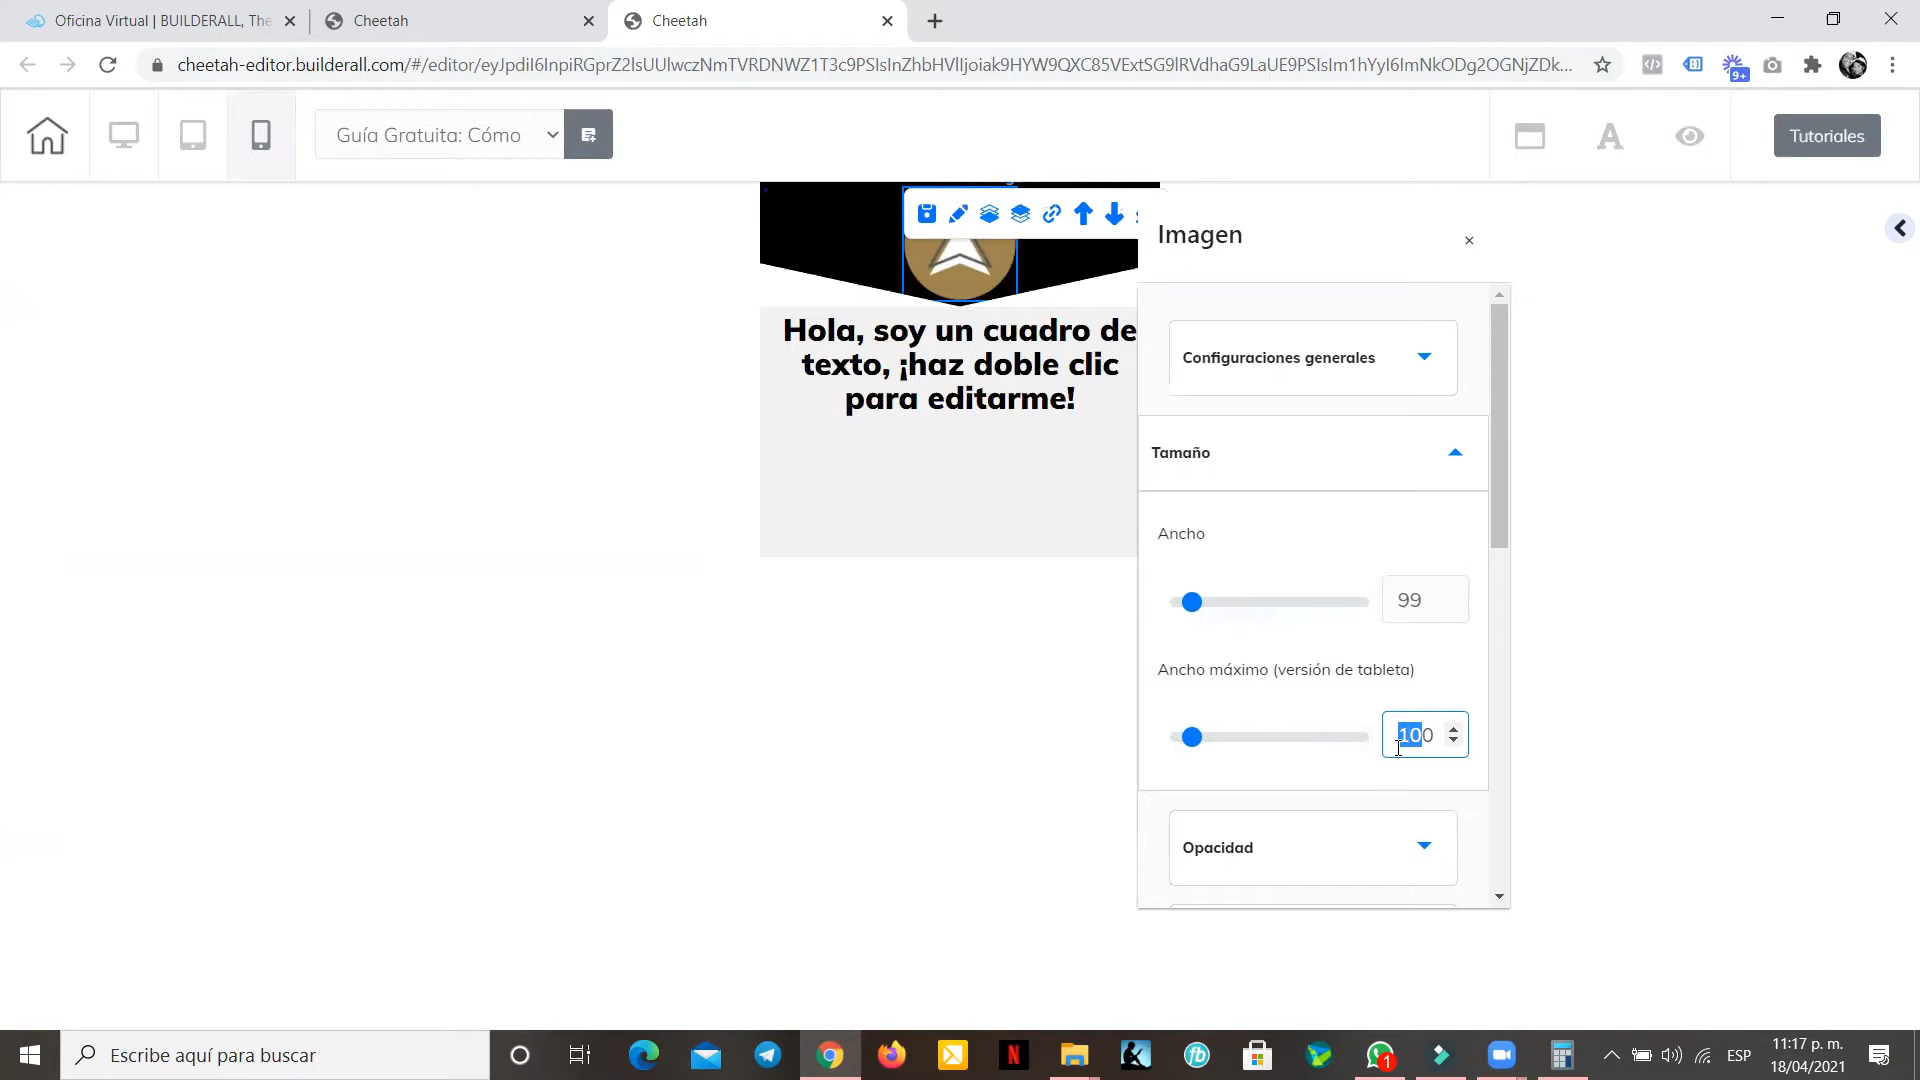 Oficina Virtual | BUILDERALL, The
Cheetah
Cheetah
cheetah-editor.builderall.com/#/editor/eyJpdiI6InpiRGprZ2lsUUlwczNmTVRDNWZ1T3c9PSIsInZhbHVlIjoiak9HYW9QXC85VExtSG9lRVdhaG9LaUE9PSIsIm1hYyI6ImNkODg2OGNjZDk...
9+
Guía Gratuita: Cómo
Tutoriales
Imagen
Hola, soy un cuadro de
texto, ¡haz doble clic
para editarme!
Configuraciones generales
Tamaño
Ancho
99
Ancho máximo (versión de tableta)
100
Opacidad
Escribe aquí para buscar
1
ESP
11:17 p. m.
18/04/2021